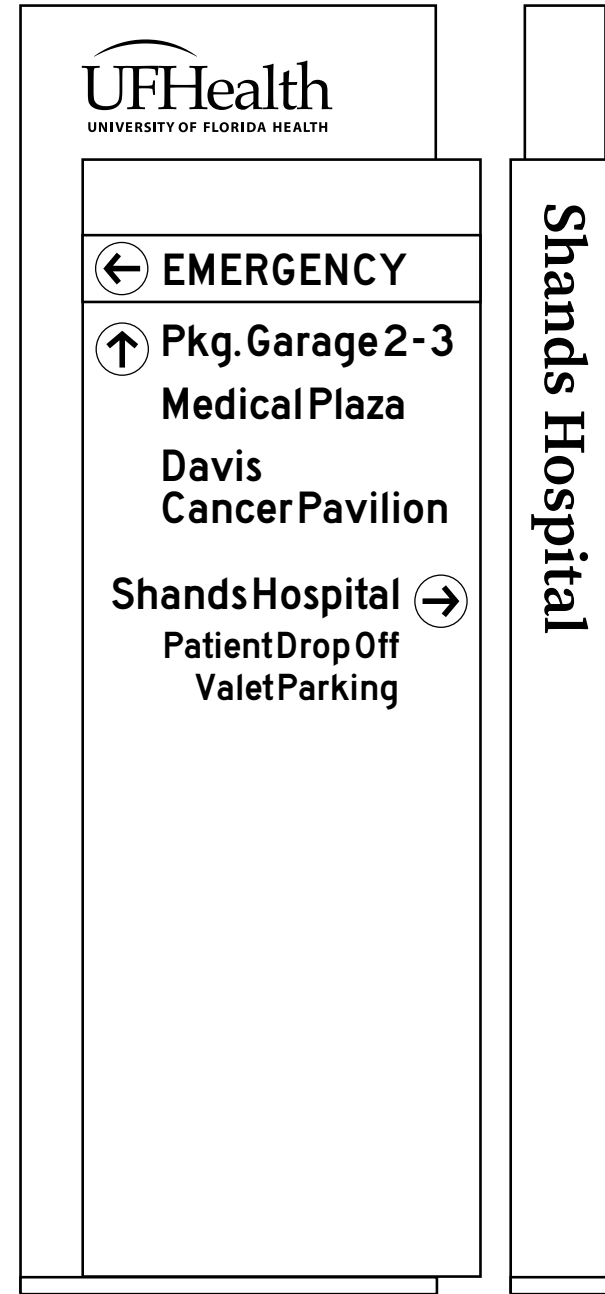 UFHealth
UNIVERSITY OF FLORIDA HEALTH
EMERGENCY
Pkg. Garage 2-3
Medical Plaza
Davis
Cancer Pavilion
Shands Hospital
Patient Drop Off
Valet Parking
Shands Hospital